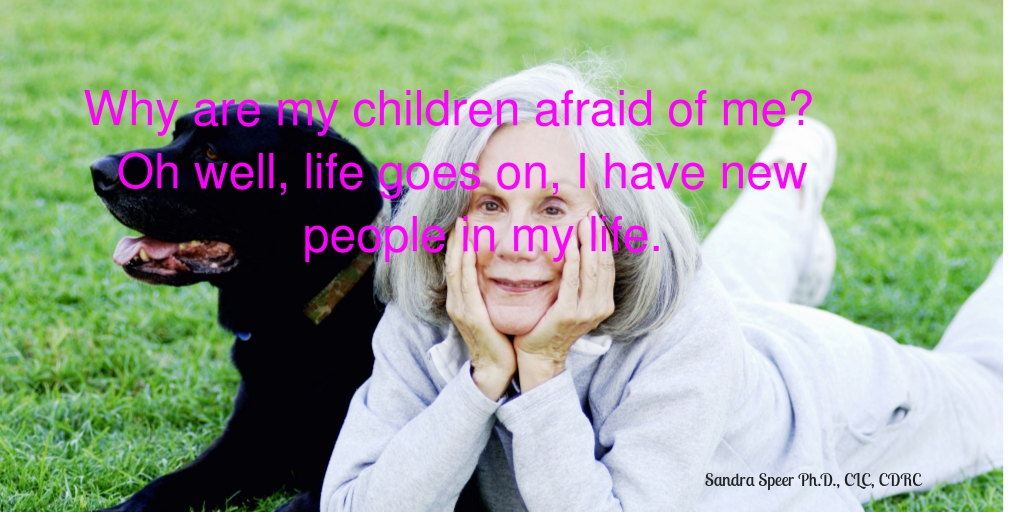 Why are my children afraid of me?
Oh well, life goes on, I have new
people in my life.
Sandra Speer Ph.D., CLC, CDRC